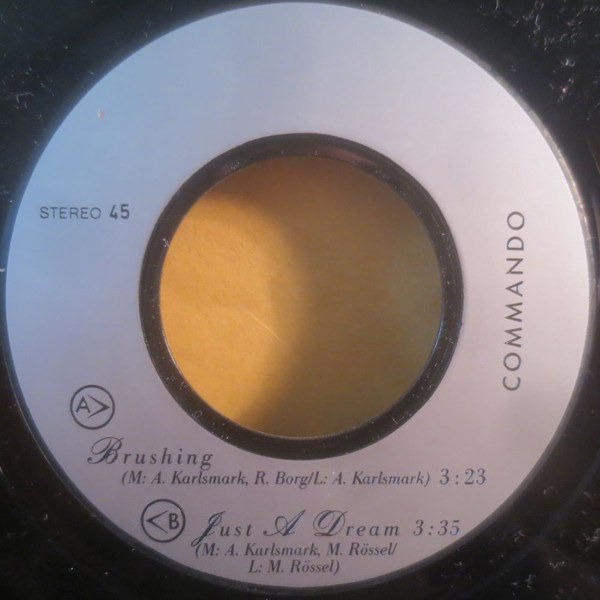 STEREO 45
COMMANDO
A>
Brushing
(M: A. Karlsmark, R. Borg/L: A. Karlsmark) 3:23
<B
Just A Dream 3:35
(M: A. Karlsmark, M. Rössel/
L: M. Rössel)